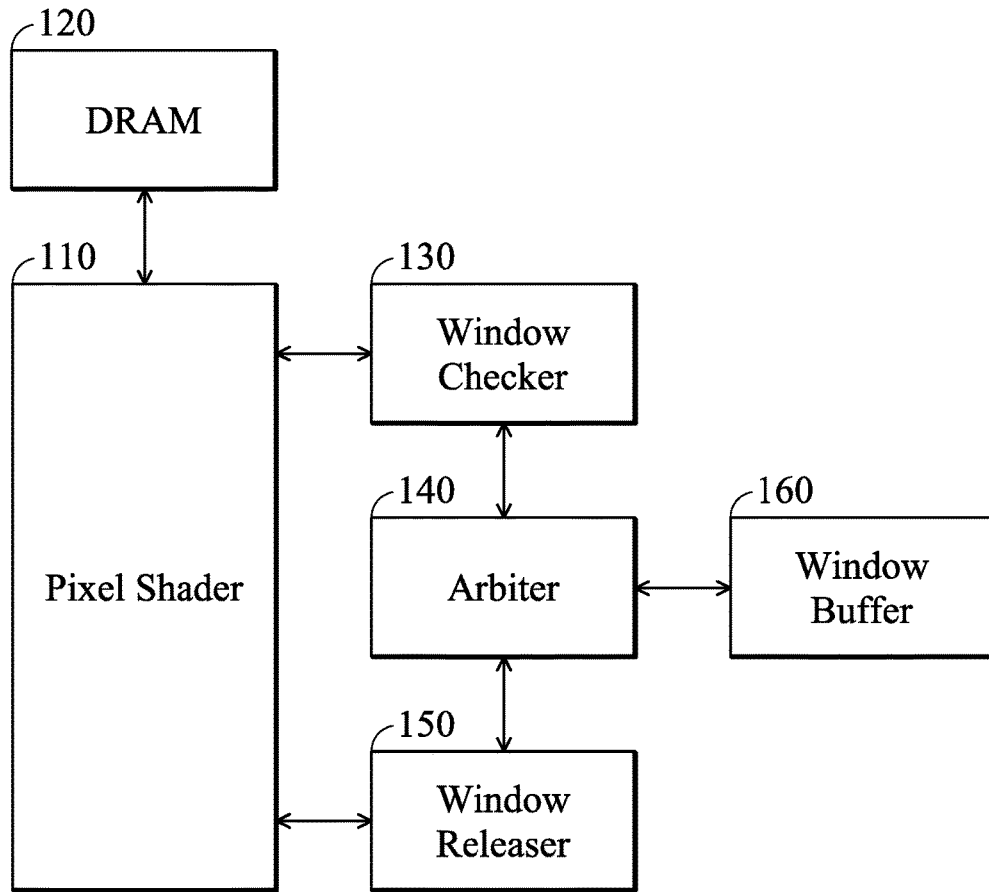 120
DRAM
110
Pixel Shader
130
Window
Checker
140
Arbiter
160
Window
Buffer
150
Window
Releaser